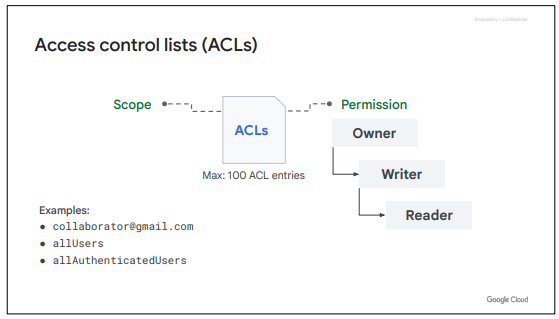 Proprietary + Confidential
Access control lists (ACLs)
Scope
ACLs
Permission
Owner
Writer
Reader
Max: 100 ACL entries
Examples:
● collaborator@gmail.com
● allUsers
● allAuthenticatedUsers
Google Cloud